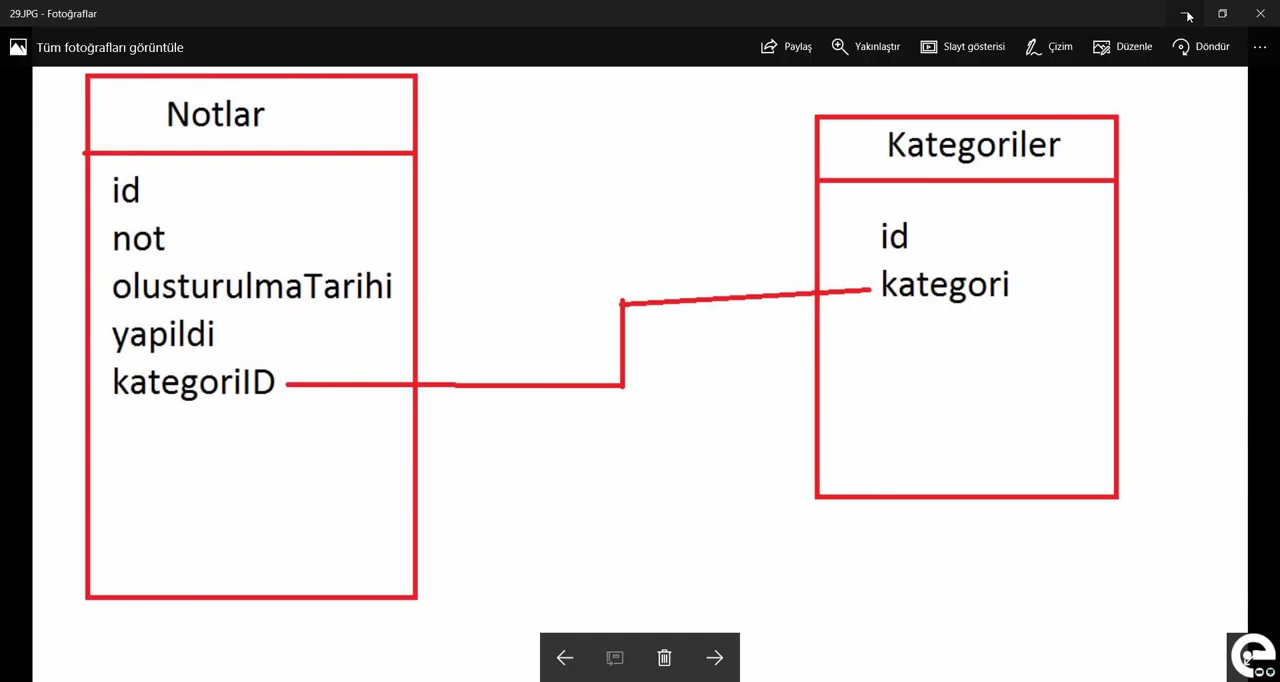 29.JPG - Fotoğraflar
Tüm fotoğrafları görüntüle
Paylaş
Yakınlaştır
Slayt gösterisi
Çizim
Düzenle
Döndür
Notlar
id
not
olusturulmaTarihi
yapildi
kategoriID
Kategoriler
id
kategori